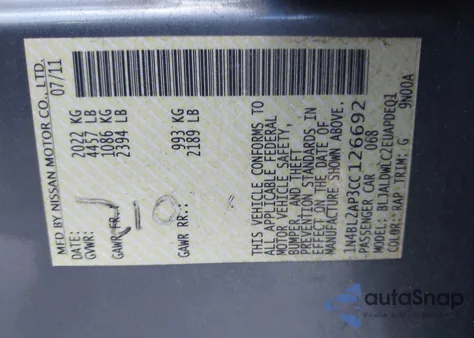 MFD BY NISSAN MOTOR CO., LTD.
DATE: 07/11
GVWR: 2022 KG
4457 LB
GAWR FR.: 1086 KG
2394 LB
GAWR RR.: 993 KG
2189 LB
THIS VEHICLE CONFORMS TO
ALL APPLICABLE FEDERAL
MOTOR VEHICLE SAFETY,
BUMPER, AND THEFT
PREVENTION STANDARDS IN
EFFECT ON THE DATE OF
MANUFACTURE SHOWN ABOVE.
1N4BL2AP3CC126692
PASSENGER CAR 068
MODEL: BLJALDWLC2EUAPDEQ1
COLOR: RAP TRIM: G 9N00A
autoSnap